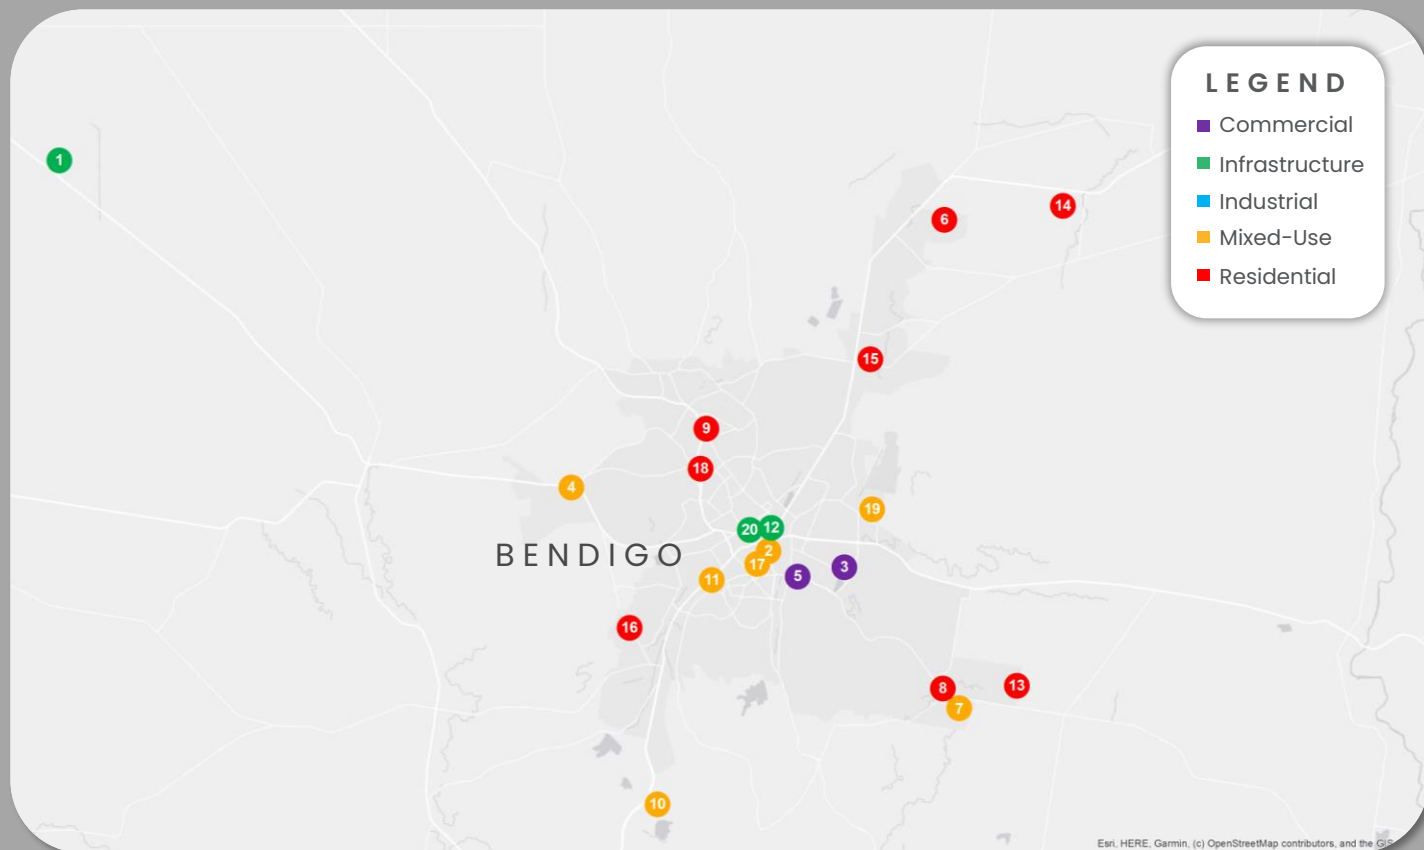 LEGEND
Commercial
Infrastructure
Industrial
Mixed-Use
Residential
1
14
6
15
9
18
4
19
20
12
2
17
3
5
11
BENDIGO
16
13
8
7
10
Esri, HERE, Garmin, (c) OpenStreetMap contributors, and the GIS